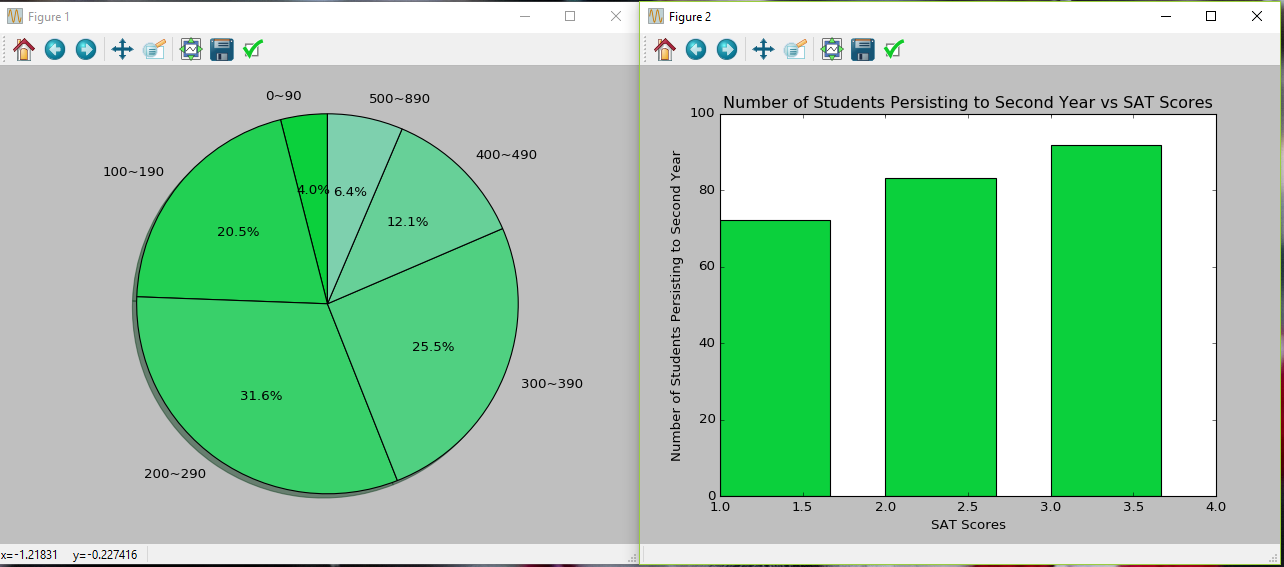 Figure 1
0~90
500~890
100~190
400~490
4.0%
6.4%
12.1%
20.5%
25.5%
300~390
31.6%
200~290
x=-1.21831 y=-0.227416
Figure 2
Number of Students Persisting to Second Year vs SAT Scores
Number of Students Persisting to Second Year
100
80
60
40
20
0
1.0 1.5 2.0 2.5 3.0 3.5 4.0
SAT Scores